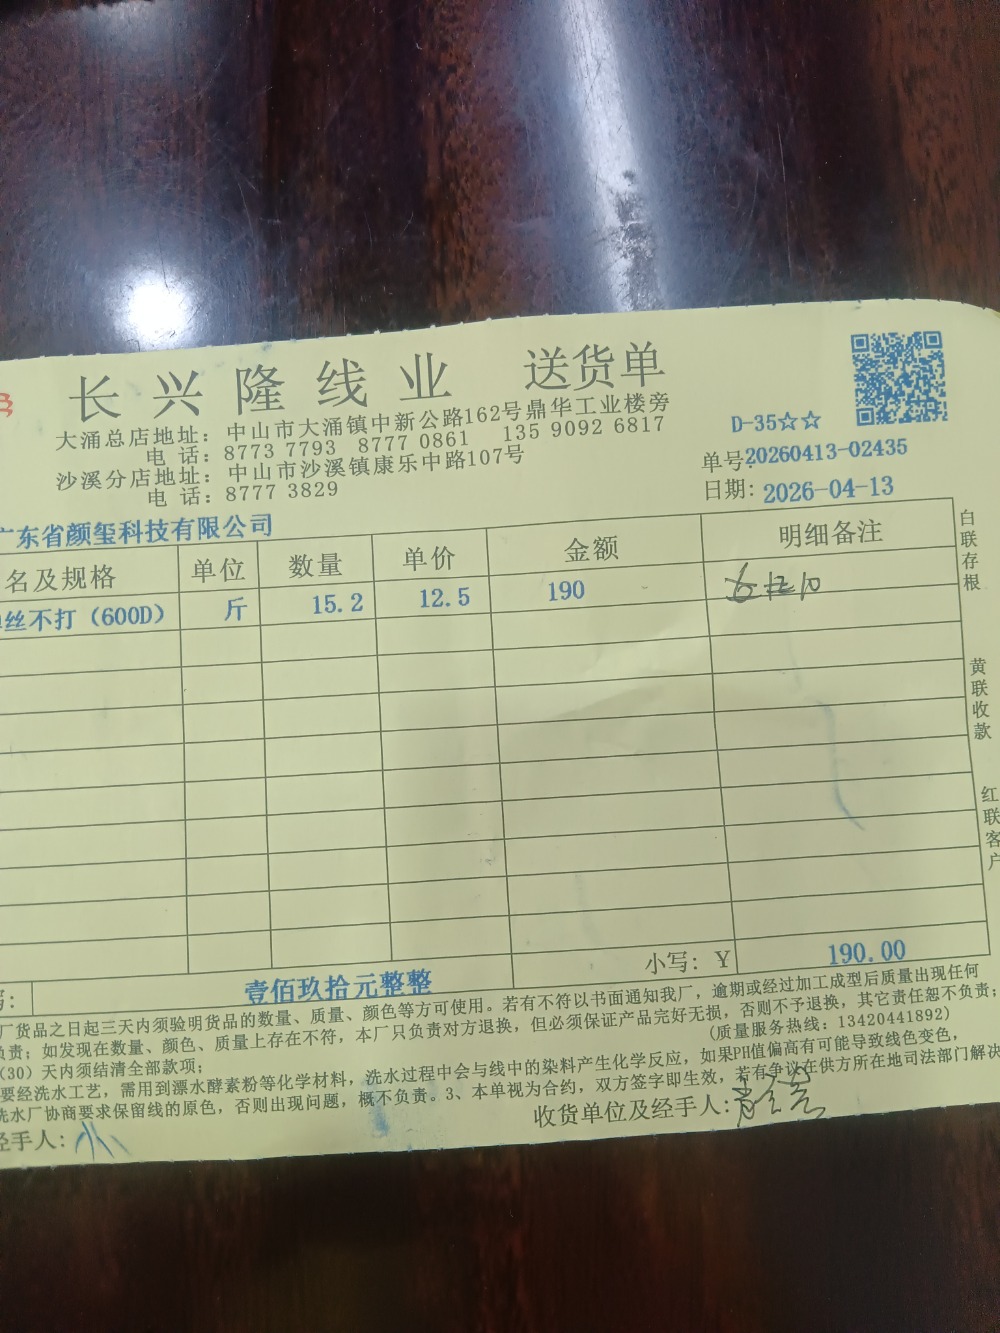 长兴隆线业 送货单
大涌总店地址：中山市大涌镇中新公路162号鼎华工业楼旁
电 话：8773 7793 8777 0861 135 9092 6817
沙溪分店地址：中山市沙溪镇康乐中路107号
电 话：8777 3829
D-35☆☆
单号:20260413-02435
日期: 2026-04-13
广东省颜玺科技有限公司
名及规格 单位 数量 单价 金额 明细备注
丝不打（600D） 斤 15.2 12.5 190
壹佰玖拾元整整 小写：Y 190.00
厂货品之日起三天内须验明货品的数量、质量、颜色等方可使用。若有不符以书面通知我厂，逾期或经过加工成型后质量出现任何
负责；如发现在数量、颜色、质量上存在不符，本厂只负责对方退换，但必须保证产品完好无损，否则不予退换，其它责任恕不负责；
（30）天内须结清全部款项； （质量服务热线：13420441892）
要经洗水工艺，需用到漂水酵素粉等化学材料，洗水过程中会与线中的染料产生化学反应，如果PH值偏高有可能导致线色变色，
洗水厂协商要求保留线的原色，否则出现问题，概不负责。3、本单视为合约，双方签字即生效，若有争议在供方所在地司法部门解决
经手人: 收货单位及经手人:
白联存根
黄联收款
红联客户